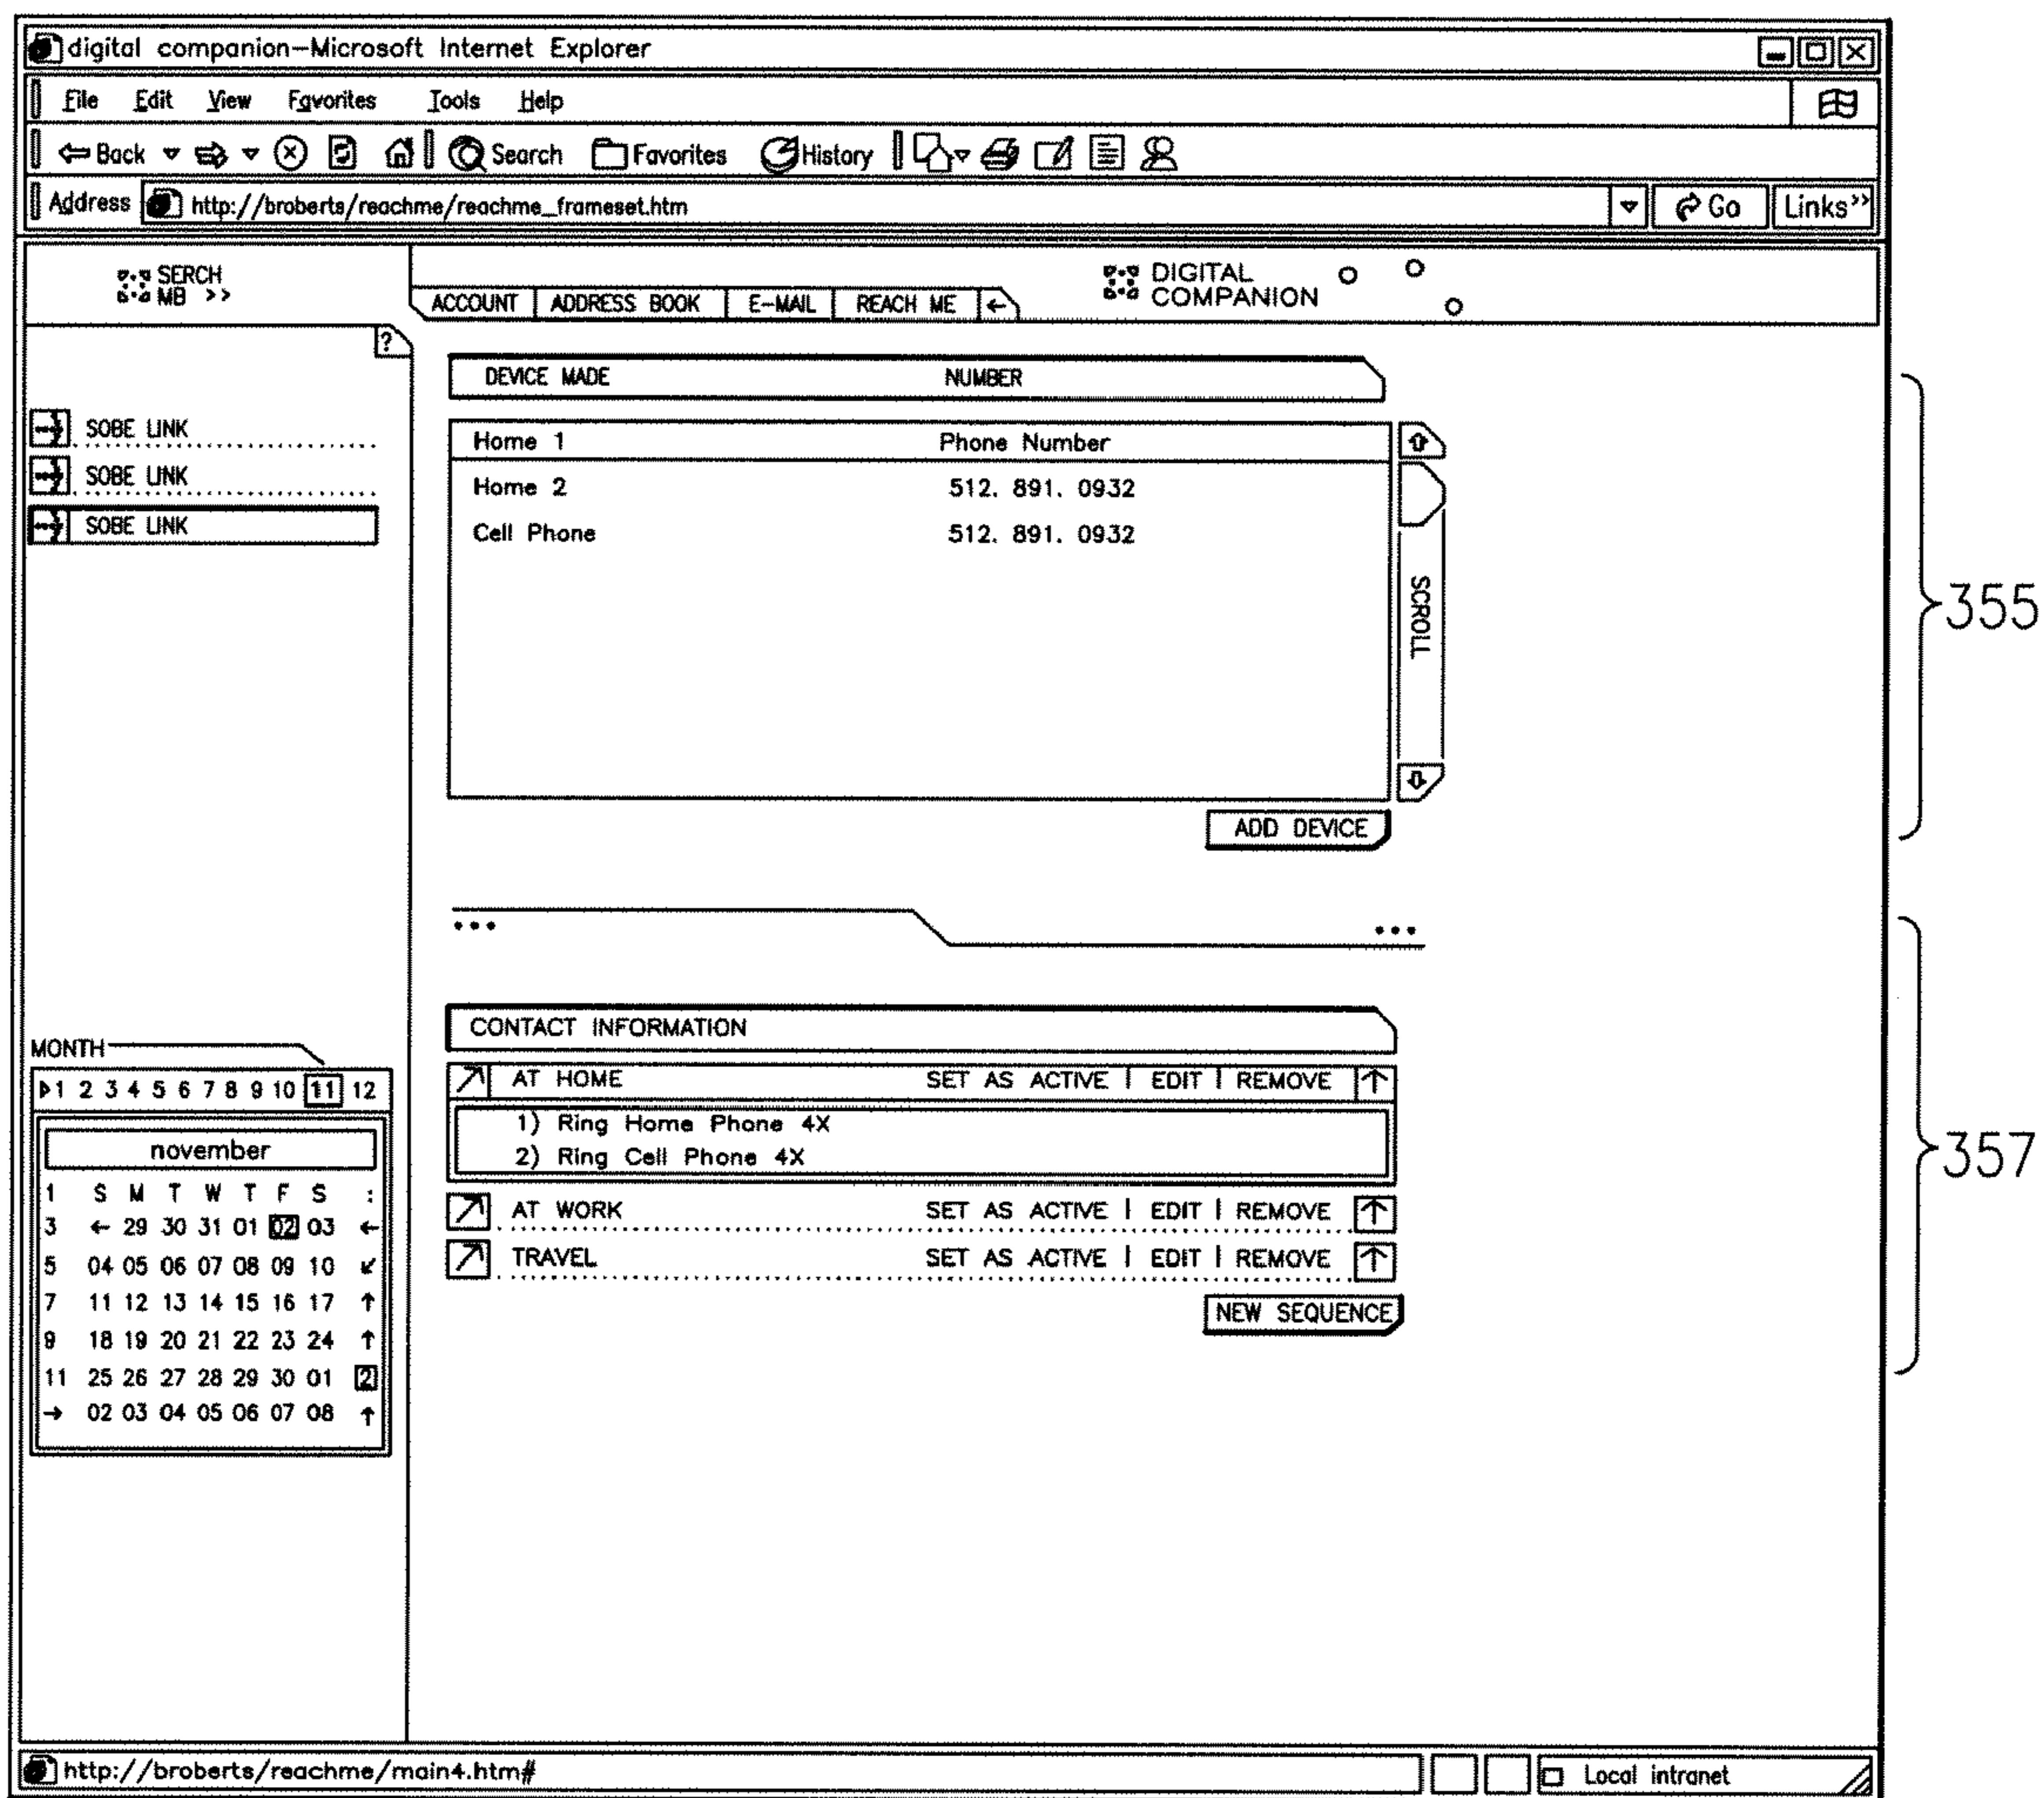 digital companion-Microsoft Internet Explorer
File Edit View Favorites Tools Help
Back Search Favorites History
Address http://broberts/reachme/reachme_frameset.htm Go Links>>
SERCH
MB >>
ACCOUNT ADDRESS BOOK E-MAIL REACH ME
DIGITAL
COMPANION
?
DEVICE MADE NUMBER
SOBE LINK
SOBE LINK
SOBE LINK
Home 1 Phone Number
Home 2 512. 891. 0932
Cell Phone 512. 891. 0932
SCROLL
ADD DEVICE
355
...
...
CONTACT INFORMATION
AT HOME SET AS ACTIVE | EDIT | REMOVE
1) Ring Home Phone 4X
2) Ring Cell Phone 4X
AT WORK SET AS ACTIVE | EDIT | REMOVE
TRAVEL SET AS ACTIVE | EDIT | REMOVE
NEW SEQUENCE
357
MONTH
1 2 3 4 5 6 7 8 9 10 11 12
november
1 S M T W T F S :
3 ← 29 30 31 01 02 03 ←
5 04 05 06 07 08 09 10 ↙
7 11 12 13 14 15 16 17 ↑
9 18 19 20 21 22 23 24 ↑
11 25 26 27 28 29 30 01 2
→ 02 03 04 05 06 07 08 ↑
http://broberts/reachme/main4.htm# Local intranet